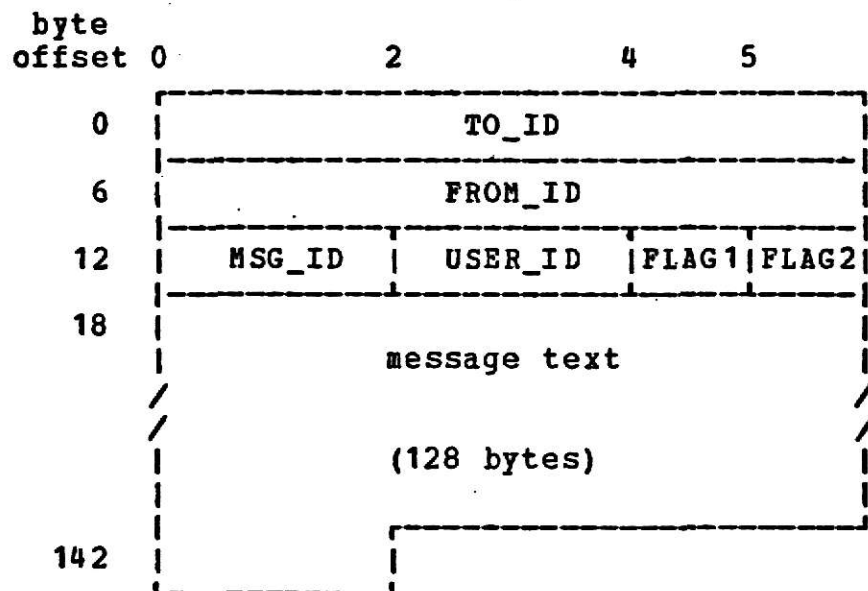 byte
offset 0 2 4 5
0 TO_ID
6 FROM_ID
12 MSG_ID USER_ID FLAG1 FLAG2
18
message text
(128 bytes)
142